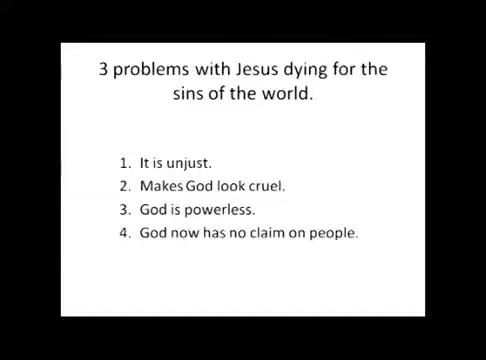 3 problems with Jesus dying for the
sins of the world.
1. It is unjust.
2. Makes God look cruel.
3. God is powerless.
4. God now has no claim on people.